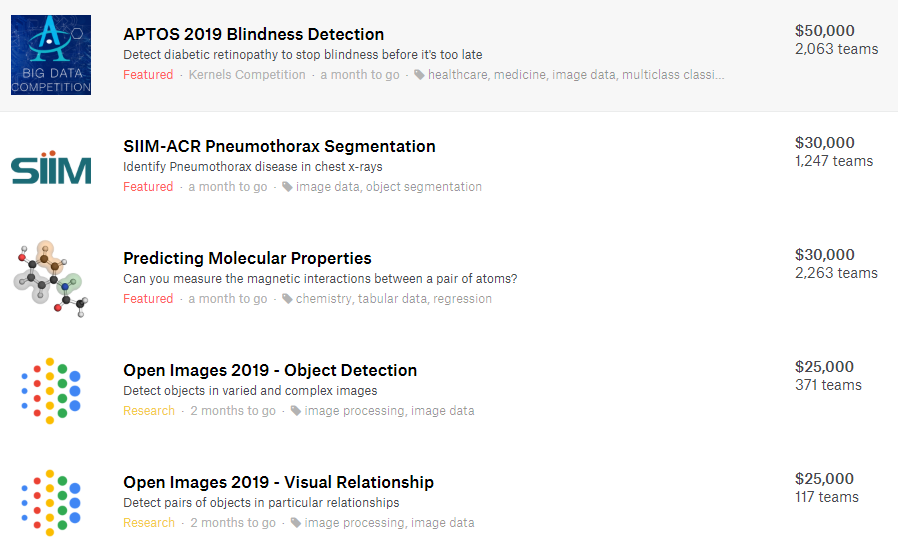 BIG DATA
COMPETITION
APTOS 2019 Blindness Detection
Detect diabetic retinopathy to stop blindness before it's too late
Featured · Kernels Competition · a month to go · healthcare, medicine, image data, multiclass classi...
$50,000
2,063 teams
SIIM
SIIM-ACR Pneumothorax Segmentation
Identify Pneumothorax disease in chest x-rays
Featured · a month to go · image data, object segmentation
$30,000
1,247 teams
Predicting Molecular Properties
Can you measure the magnetic interactions between a pair of atoms?
Featured · a month to go · chemistry, tabular data, regression
$30,000
2,263 teams
Open Images 2019 - Object Detection
Detect objects in varied and complex images
Research · 2 months to go · image processing, image data
$25,000
371 teams
Open Images 2019 - Visual Relationship
Detect pairs of objects in particular relationships
Research · 2 months to go · image processing, image data
$25,000
117 teams